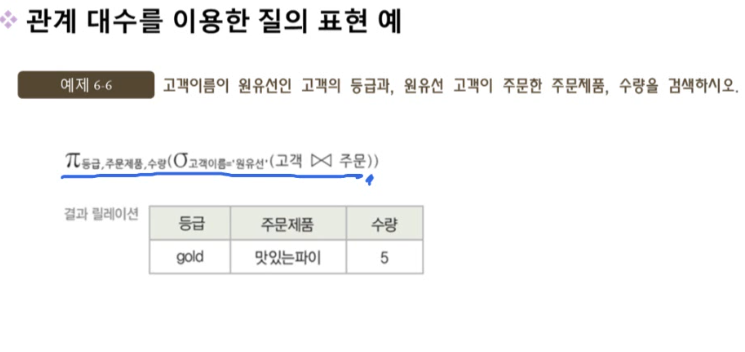 관계 대수를 이용한 질의 표현 예
예제 6-6 고객이름이 원유선인 고객의 등급과, 원유선 고객이 주문한 주문제품, 수량을 검색하시오.
π등급,주문제품,수량(σ고객이름='원유선'(고객 ⋈ 주문))
결과 릴레이션
등급 주문제품 수량
gold 맛있는파이 5